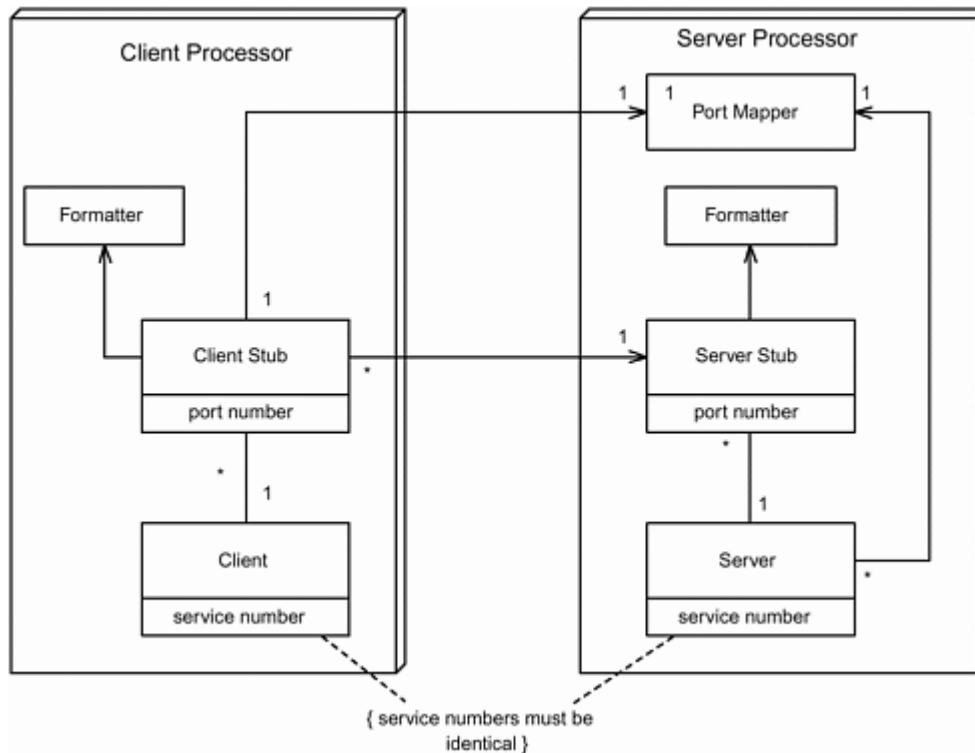 Client Processor
Server Processor
1
1
1
Port Mapper
Formatter
Formatter
1
Client Stub
*
port number
1
Server Stub
port number
*
1
Client
service number
*
1
Server
*
service number
{ service numbers must be
identical }